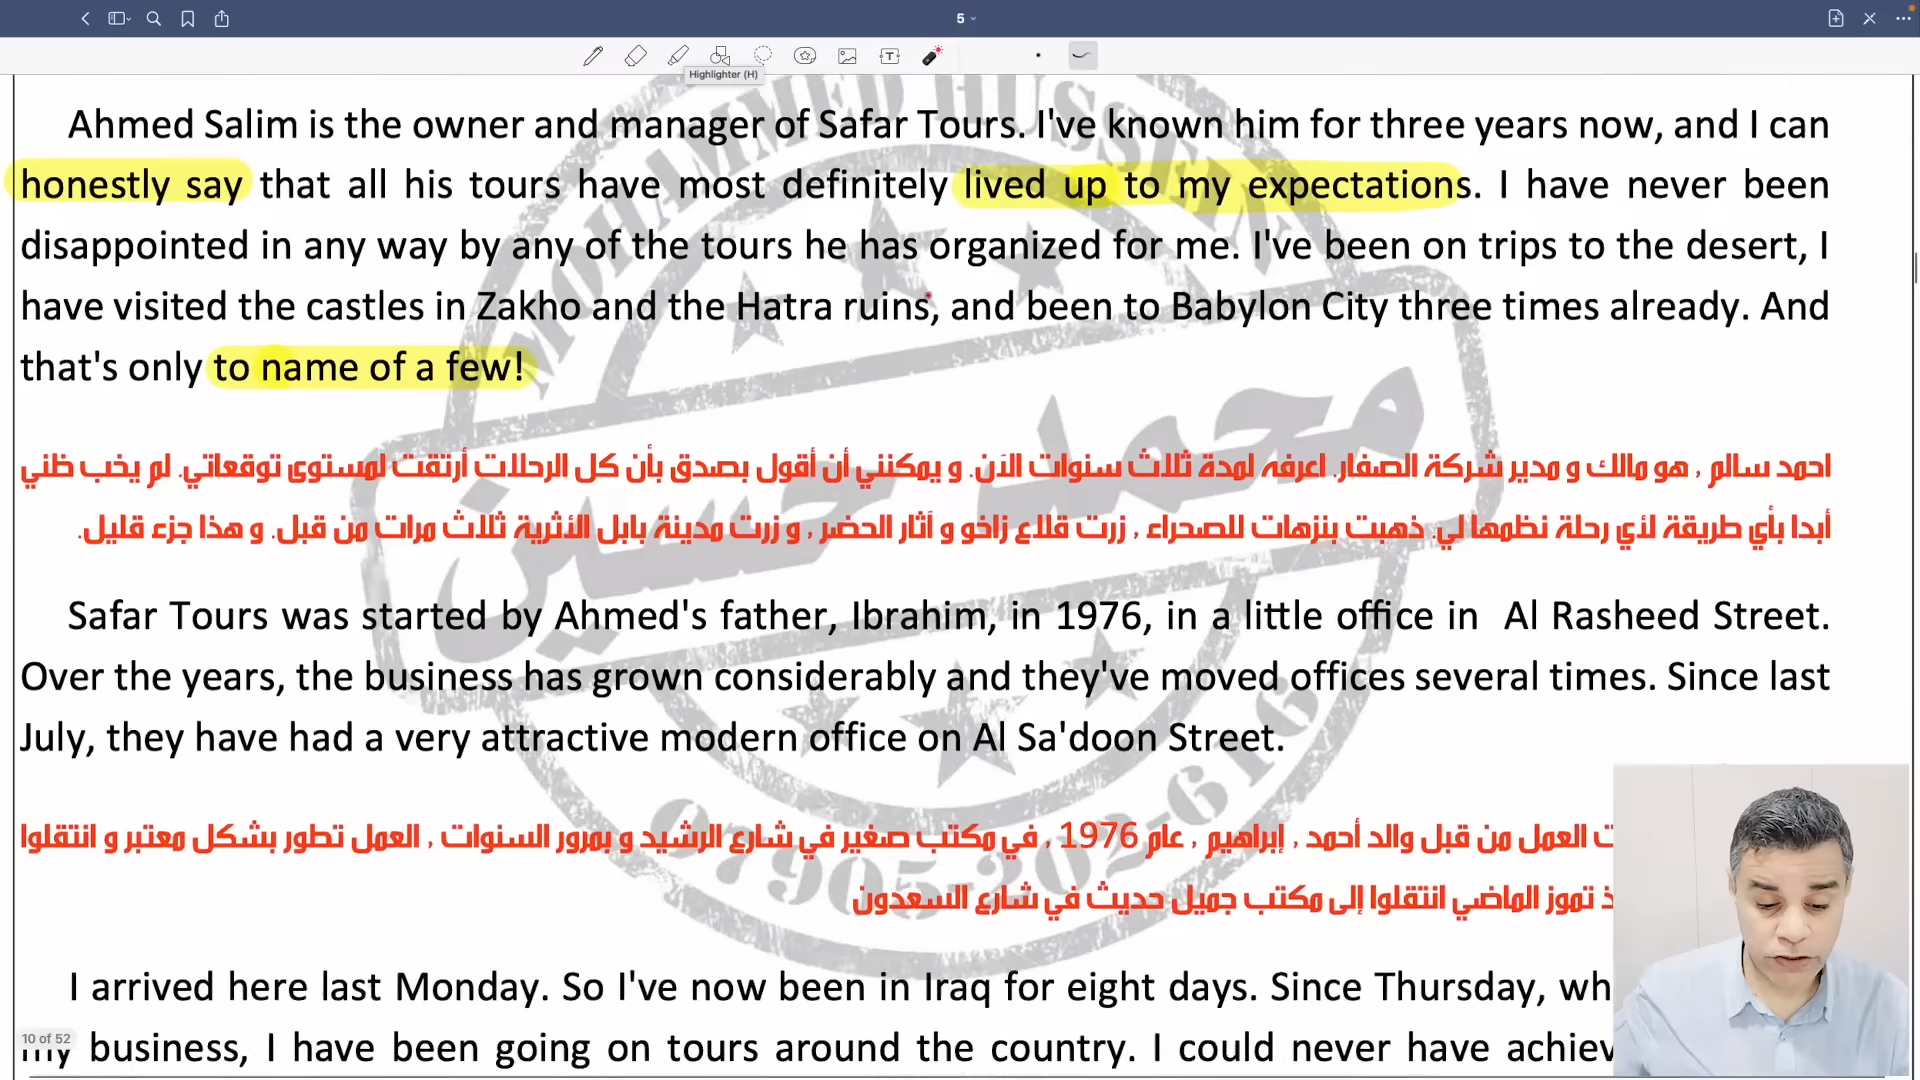 5
Highlighter (H)
MOHAMMED HUSSEIN
Ahmed Salim is the owner and manager of Safar Tours. I've known him for three years now, and I can
honestly say that all his tours have most definitely lived up to my expectations. I have never been
disappointed in any way by any of the tours he has organized for me. I've been on trips to the desert, I
have visited the castles in Zakho and the Hatra ruins, and been to Babylon City three times already. And
that's only to name of a few!
محمد حسين
احمد سالم , هو مالك و مدير شركة الصفار. اعرفه لمدة ثلاث سنوات الآن. و يمكنني أن أقول بصدق بأن كل الرحلات أرتقت لمستوى توقعاتي. لم يخب ظني
أبدا بأي طريقة لأي رحلة نظمها لي. ذهبت بنزهات للصحراء , زرت قلاع زاخو و آثار الحضر , و زرت مدينة بابل الأثرية ثلاث مرات من قبل. و هذا جزء قليل.
Safar Tours was started by Ahmed's father, Ibrahim, in 1976, in a little office in Al Rasheed Street.
Over the years, the business has grown considerably and they've moved offices several times. Since last
July, they have had a very attractive modern office on Al Sa'doon Street.
العمل من قبل والد أحمد , إبراهيم , عام 1976 , في مكتب صغير في شارع الرشيد و بمرور السنوات , العمل تطور بشكل معتبر و انتقلوا
تموز الماضي انتقلوا إلى مكتب جميل حديث في شارع السعدون
07905-202-616
I arrived here last Monday. So I've now been in Iraq for eight days. Since Thursday, wh
10 of 52
my business, I have been going on tours around the country. I could never have achiev